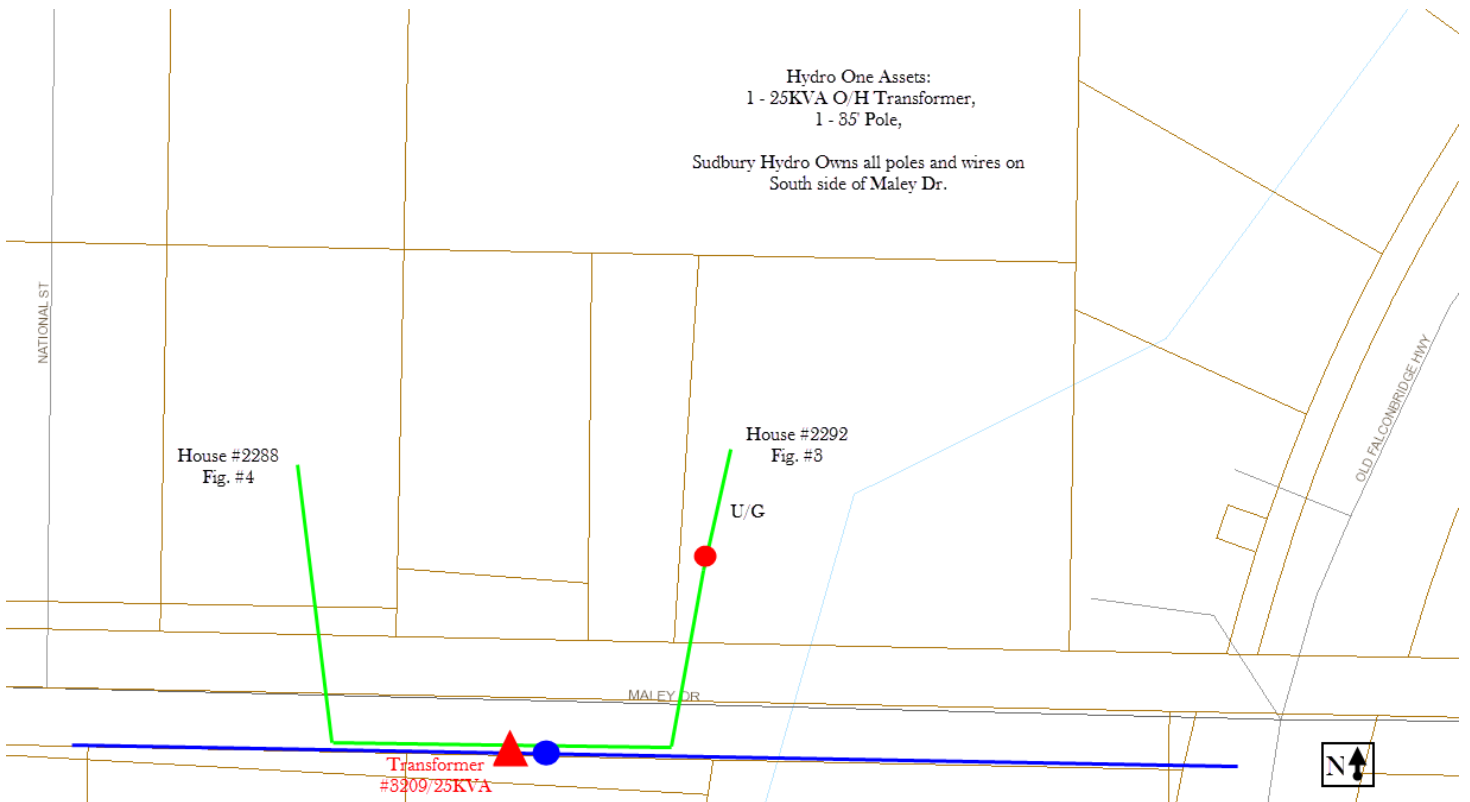 Hydro One Assets:
1 - 25KVA O/H Transformer,
1 - 35' Pole,
Sudbury Hydro Owns all poles and wires on
South side of Maley Dr.
NATIONAL ST
OLD FALCONBRIDGE HWY
House #2288
Fig. #4
House #2292
Fig. #3
U/G
MALEY DR
Transformer
#3209/25KVA
N